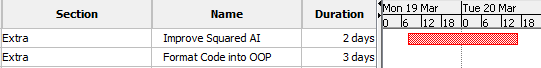 Section Name Duration Mon 19 Mar Tue 20 Mar
0 6 12 18 0 6 12 18
Extra Improve Squared AI 2 days
Extra Format Code into OOP 3 days